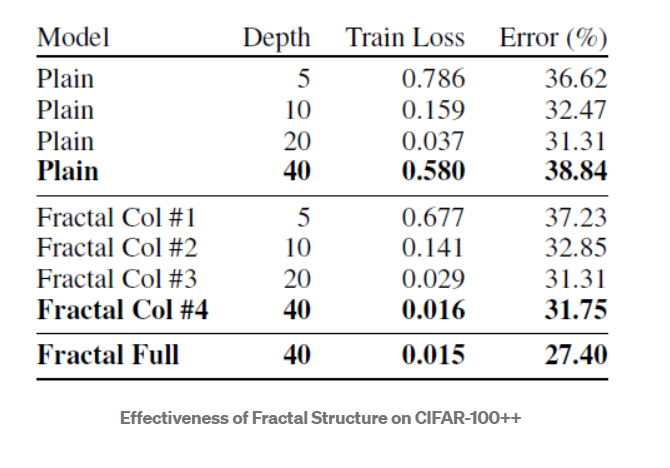 Model Depth Train Loss Error (%)
Plain 5 0.786 36.62
Plain 10 0.159 32.47
Plain 20 0.037 31.31
Plain 40 0.580 38.84
Fractal Col #1 5 0.677 37.23
Fractal Col #2 10 0.141 32.85
Fractal Col #3 20 0.029 31.31
Fractal Col #4 40 0.016 31.75
Fractal Full 40 0.015 27.40
Effectiveness of Fractal Structure on CIFAR-100++